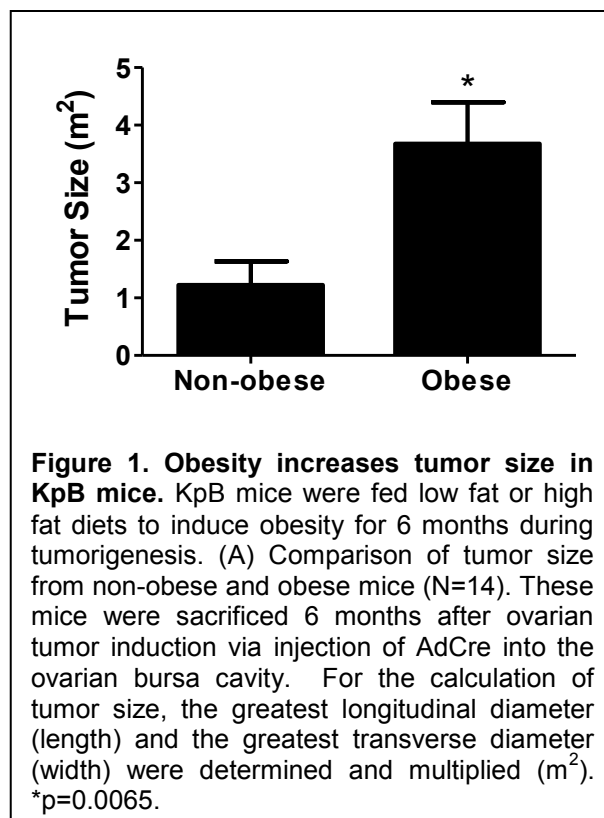 5
*
4
3
2
1
0
Tumor Size (m²)
Non-obese Obese
Figure 1. Obesity increases tumor size in
KpB mice. KpB mice were fed low fat or high
fat diets to induce obesity for 6 months during
tumorigenesis. (A) Comparison of tumor size
from non-obese and obese mice (N=14). These
mice were sacrificed 6 months after ovarian
tumor induction via injection of AdCre into the
ovarian bursa cavity. For the calculation of
tumor size, the greatest longitudinal diameter
(length) and the greatest transverse diameter
(width) were determined and multiplied (m²).
*p=0.0065.